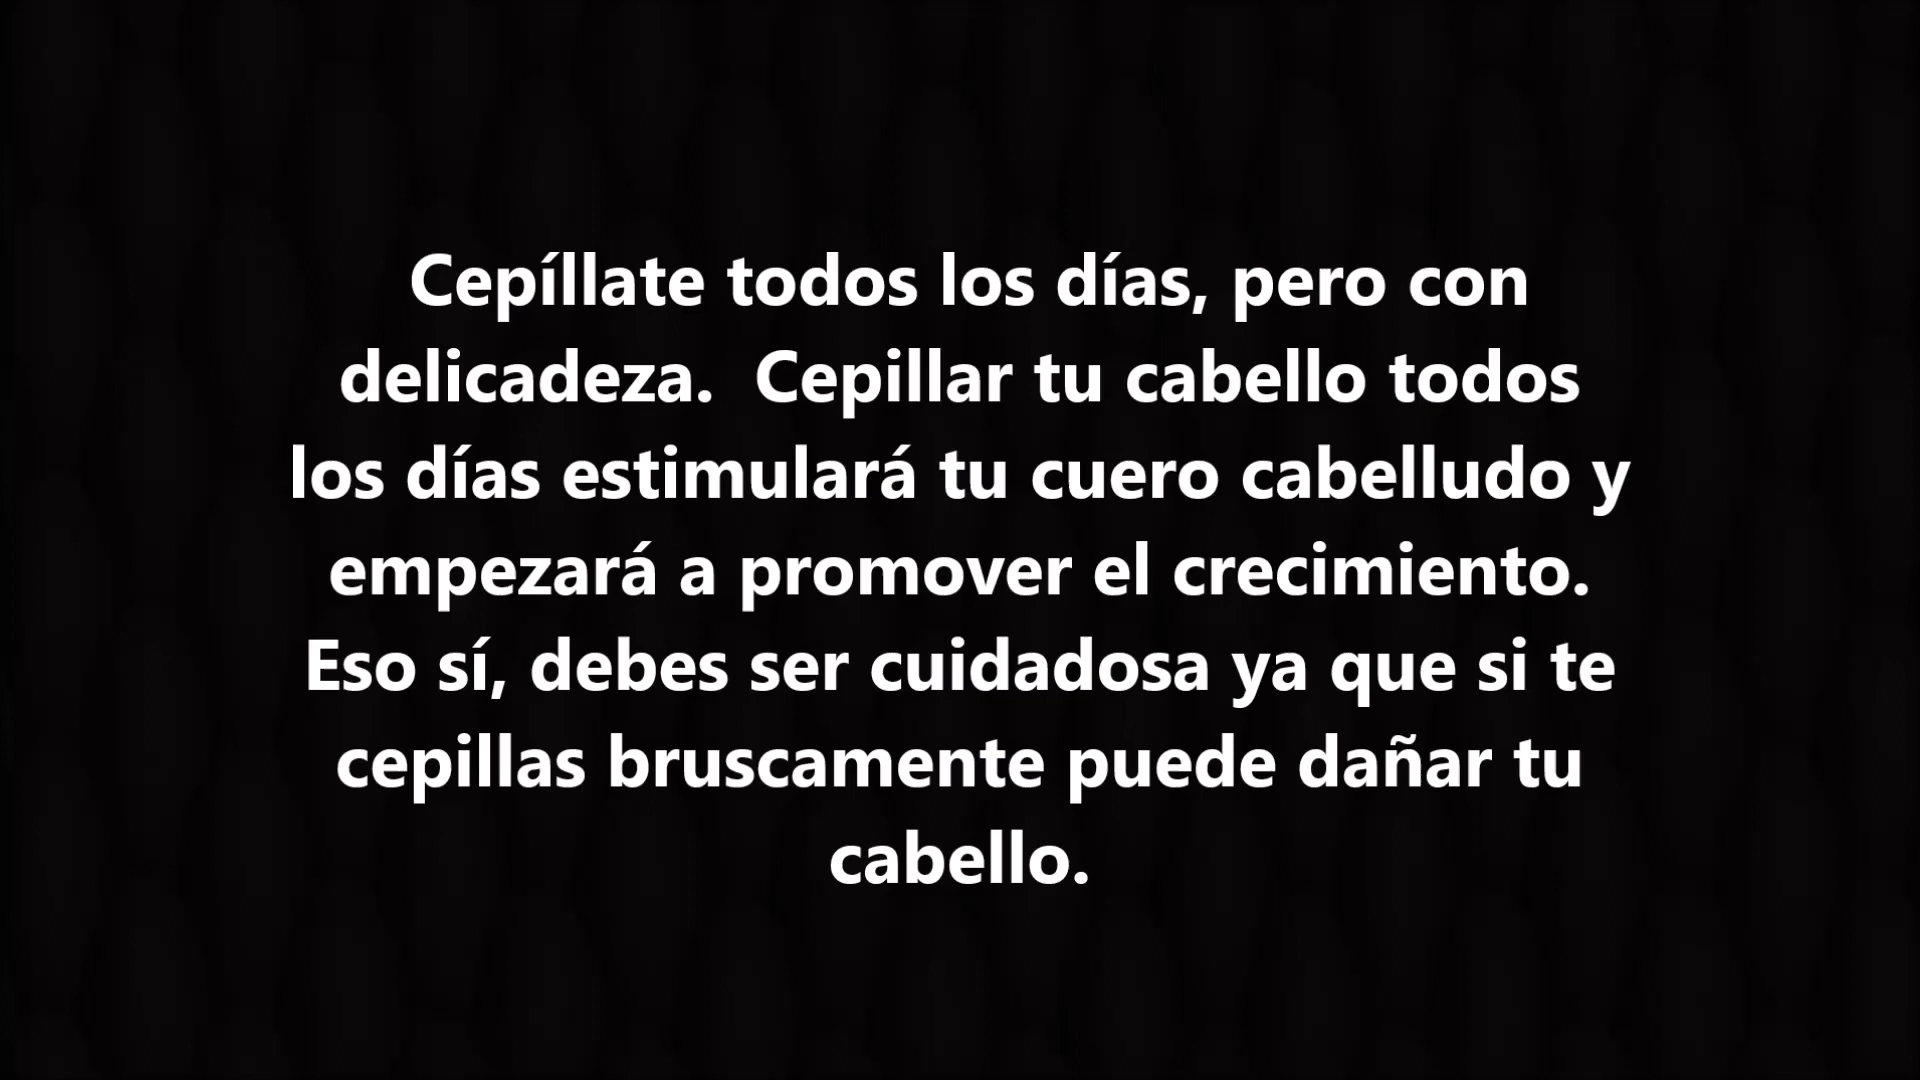 Cepíllate todos los días, pero con
delicadeza.  Cepillar tu cabello todos
los días estimulará tu cuero cabelludo y
empezará a promover el crecimiento.
Eso sí, debes ser cuidadosa ya que si te
cepillas bruscamente puede dañar tu
cabello.